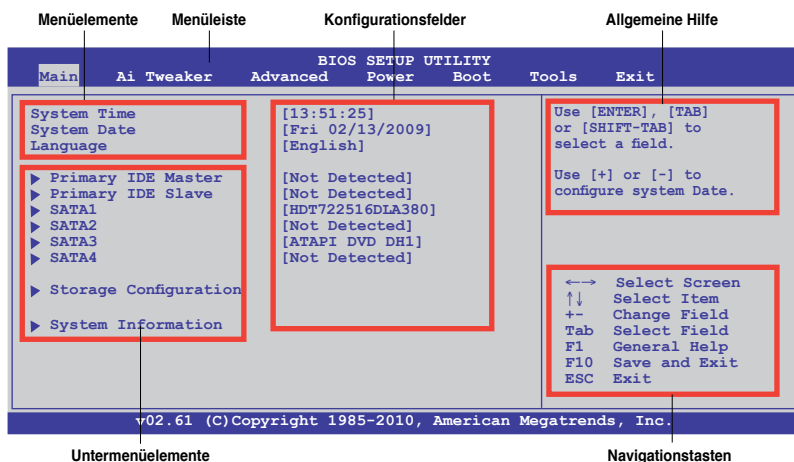 Menüelemente Menüleiste Konfigurationsfelder Allgemeine Hilfe
BIOS SETUP UTILITY
Main Ai Tweaker Advanced Power Boot Tools Exit
System Time [13:51:25]
System Date [Fri 02/13/2009]
Language [English]
Primary IDE Master [Not Detected]
Primary IDE Slave [Not Detected]
SATA1 [HDT722516DLA380]
SATA2 [Not Detected]
SATA3 [ATAPI DVD DH1]
SATA4 [Not Detected]
Storage Configuration
System Information
Use [ENTER], [TAB]
or [SHIFT-TAB] to
select a field.
Use [+] or [-] to
configure system Date.
←→ Select Screen
↑↓ Select Item
+- Change Field
Tab Select Field
F1 General Help
F10 Save and Exit
ESC Exit
v02.61 (C)Copyright 1985-2010, American Megatrends, Inc.
Untermenüelemente Navigationstasten